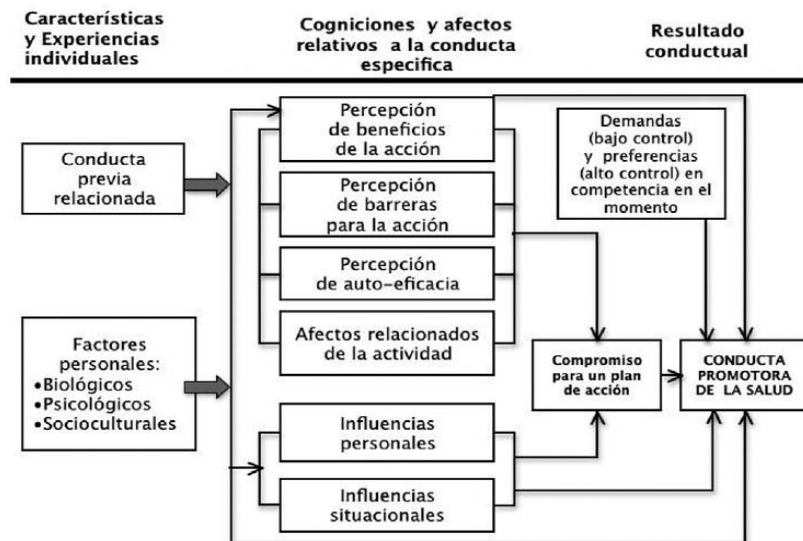 Características
y Experiencias
individuales
Cogniciones y afectos
relativos a la conducta
especifica
Resultado
conductual
Conducta
previa
relacionada
Factores
personales:
•Biológicos
•Psicológicos
•Socioculturales
Percepción
de beneficios
de la acción
Percepción
de barreras
para la acción
Percepción
de auto-eficacia
Afectos relacionados
de la actividad
Influencias
personales
Influencias
situacionales
Demandas
(bajo control)
y preferencias
(alto control) en
competencia en el
momento
Compromiso
para un plan
de acción
CONDUCTA
PROMOTORA
DE LA SALUD